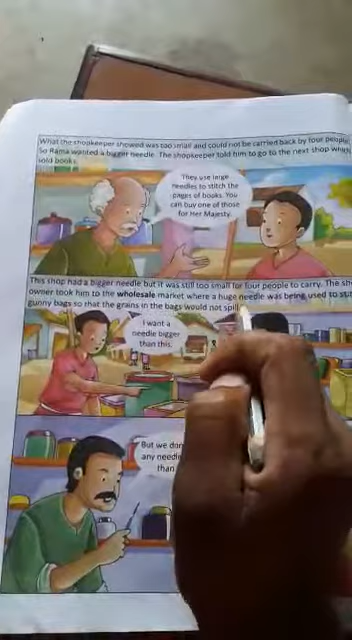 What the shopkeeper showed was too small and could not be carried back by four people.
So Rama wanted a bigger needle. The shopkeeper told him to go to the next shop which
sold books.
They use large
needles to stitch the
pages of books. You
can buy one of those
for Her Majesty.
This shop had a bigger needle but it was still too small for four people to carry. The
owner took him to the wholesale market where a huge needle was being used to
gunny bags so that the grains in the bags would not spill
I want a
needle bigger
than this.
But we
any
than